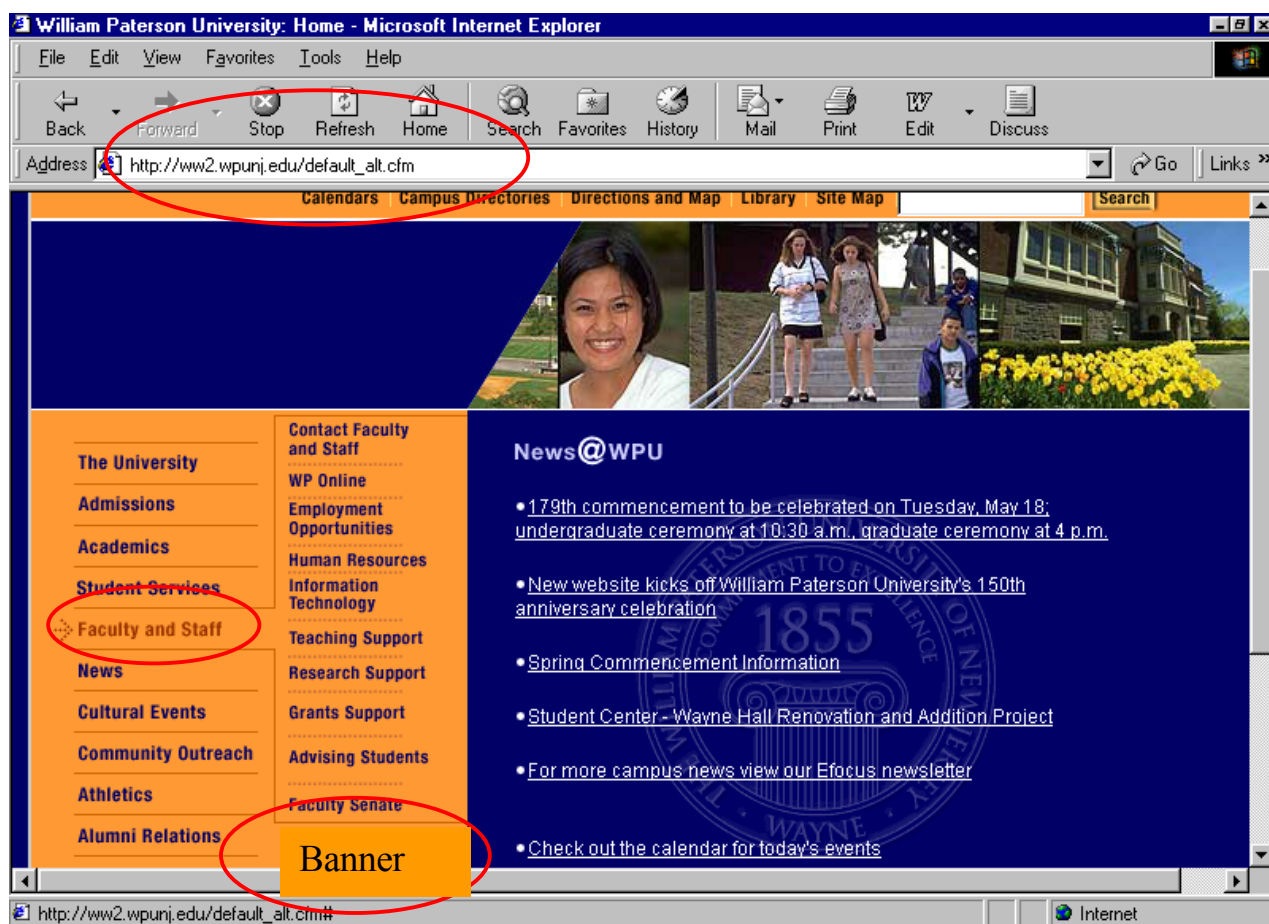 William Paterson University: Home - Microsoft Internet Explorer
File Edit View Favorites Tools Help
Back Forward Stop Refresh Home Search Favorites History Mail Print Edit Discuss
Address http://ww2.wpunj.edu/default_alt.cfm Go Links »
Calendars Campus Directories Directions and Map Library Site Map Search
The University
Admissions
Academics
Student Services
Faculty and Staff
News
Cultural Events
Community Outreach
Athletics
Alumni Relations
Contact Faculty
and Staff
WP Online
Employment
Opportunities
Human Resources
Information
Technology
Teaching Support
Research Support
Grants Support
Advising Students
Faculty Senate
Banner
News@WPU
•179th commencement to be celebrated on Tuesday, May 18;
undergraduate ceremony at 10:30 a.m., graduate ceremony at 4 p.m.
•New website kicks off William Paterson University's 150th
anniversary celebration
•Spring Commencement Information
•Student Center - Wayne Hall Renovation and Addition Project
•For more campus news view our Efocus newsletter
•Check out the calendar for today's events
1855
WAYNE
http://ww2.wpunj.edu/default_alt.cfm# Internet